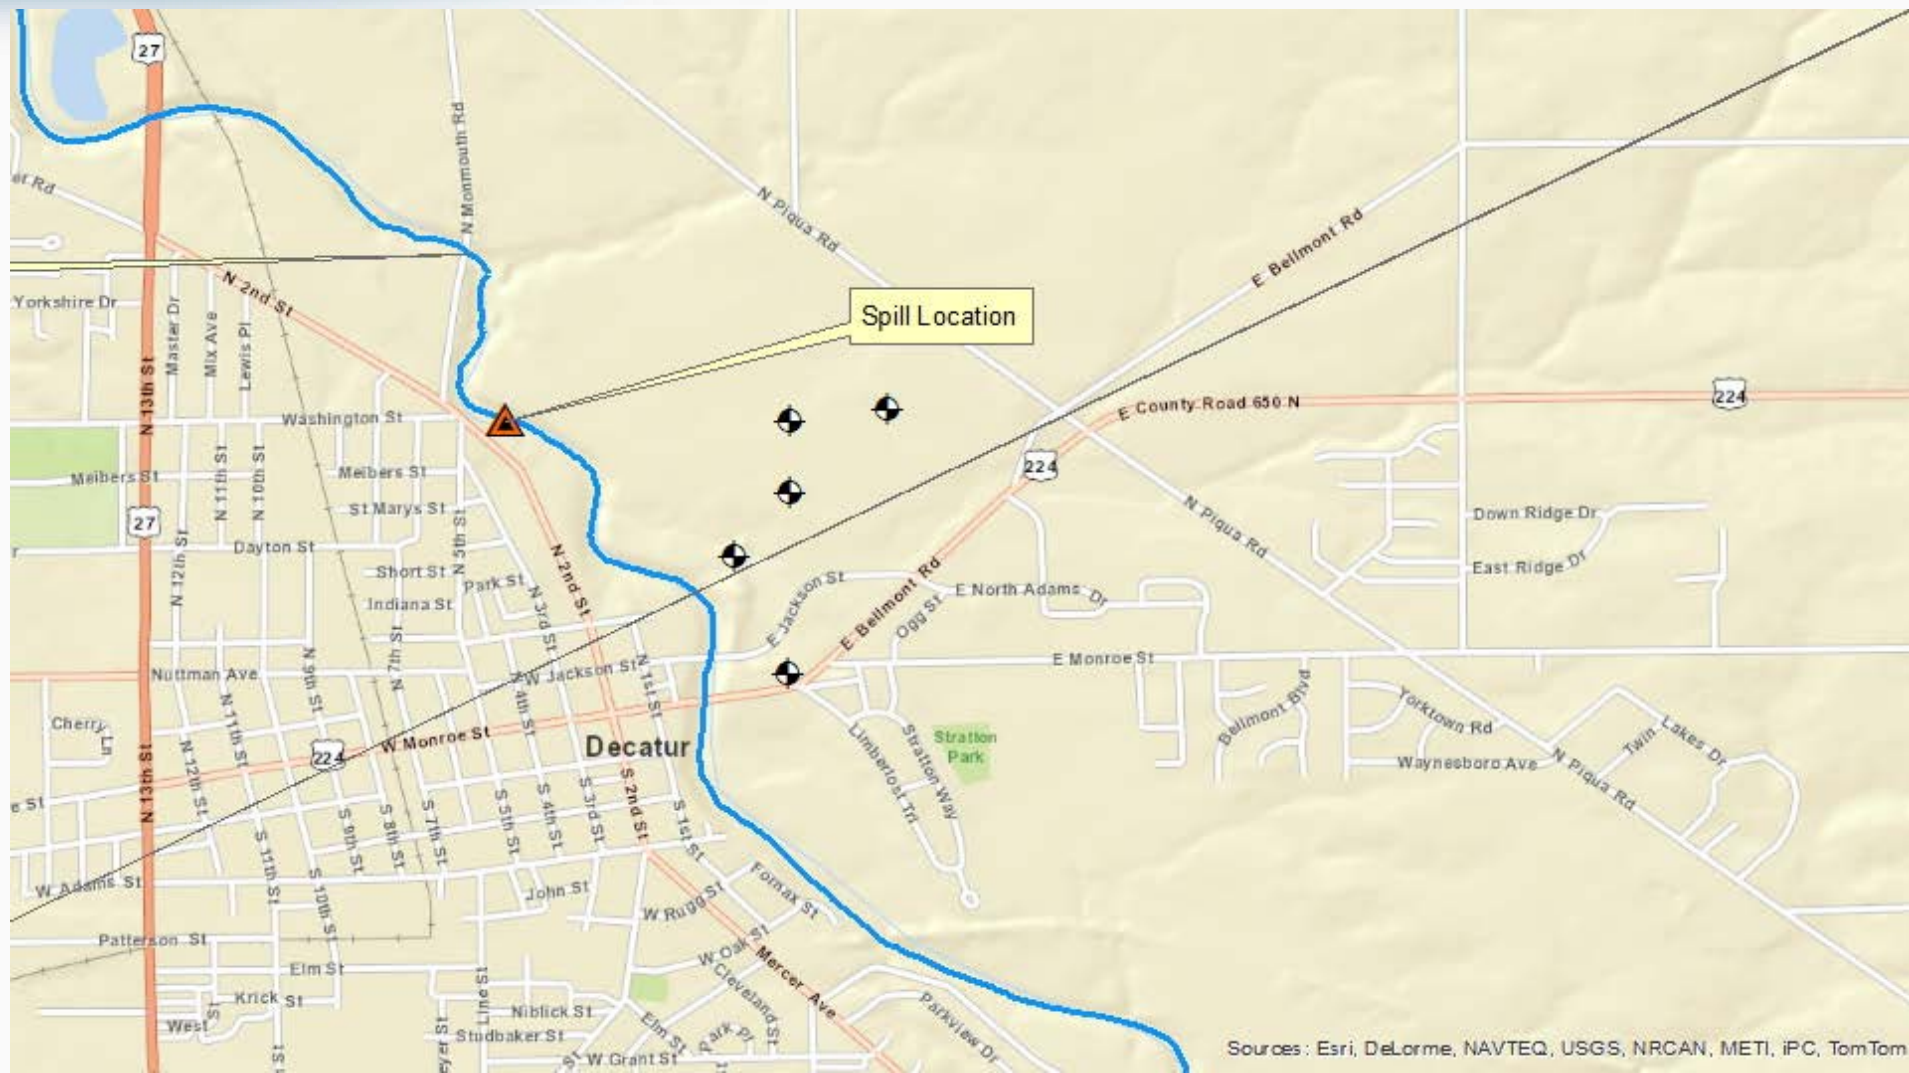 27
N Monmouth Rd
N Piqua Rd
E Bellmont Rd
N 2nd St
Yorkshire Dr
Master Dr
Mix Ave
Lewis Pl
Spill Location
N 13th St
Washington St
E County Road 650 N
224
Meibers St
N 11th St
N 10th St
Meibers St
224
27
St Marys St
N 5th St
N Piqua Rd
Down Ridge Dr
Dayton St
N 12th St
Short St
Park St
N 2nd St
East Ridge Dr
Indiana St
N 3rd St
E Jackson St
E Bellmont Rd
Ogg St
E North Adams Dr
N 7th St
N 9th St
Nuttman Ave
W Jackson St
N 1st St
E Monroe St
N 4th St
N 11th St
Cherry Ln
N 12th St
224
W Monroe St
Decatur
Limberlost Trl
Stratton Way
Stratton
Park
Bellmont Blvd
Yorktown Rd
Waynesboro Ave
Twin Lakes Dr
N Piqua Rd
N 13th St
e St
S 11th St
S 9th St
S 8th St
S 7th St
S 5th St
S 4th St
S 3rd St
S 2nd St
S 1st St
W Adams St
S 10th St
John St
W Rugg St
Fornax St
Patterson St
W Oak St
Mercer Ave
Elm St
Cleveland St
Krick St
Line St
Niblick St
Parkview Dr
West St
Studbaker St
Elm St
Park Pl
W Grant St
Sources: Esri, DeLorme, NAVTEQ, USGS, NRCAN, METI, iPC, TomTom